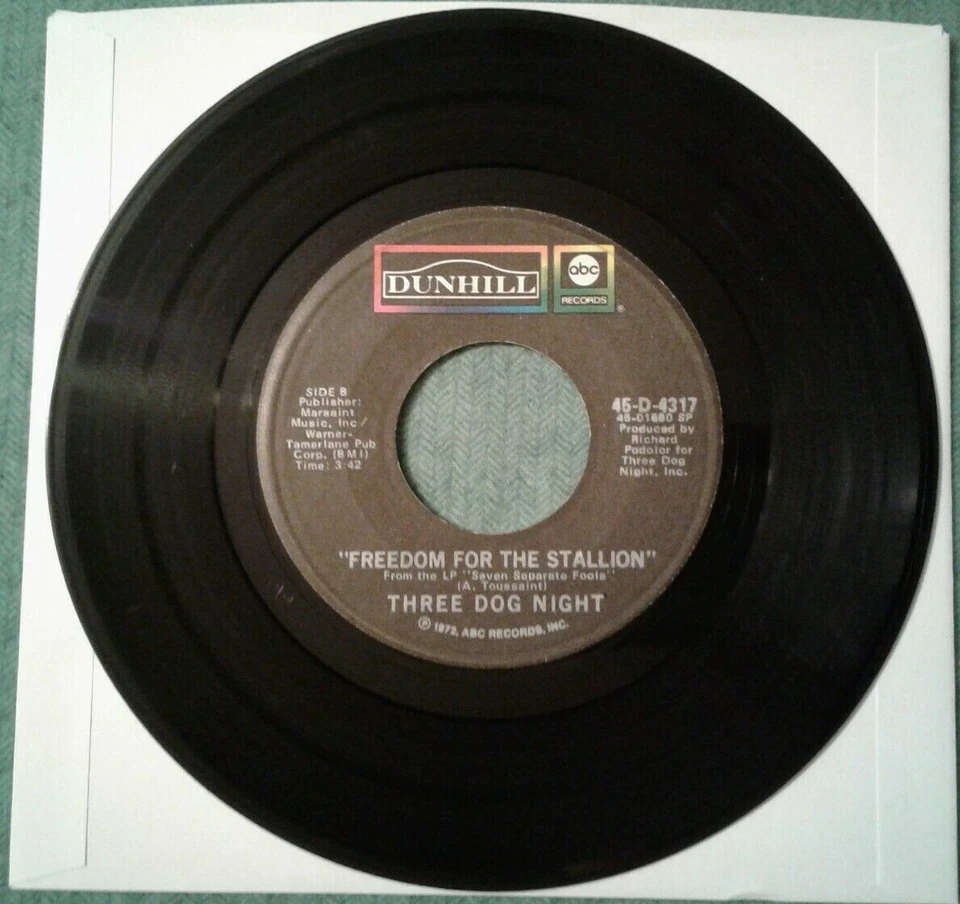 DUNHILL
abc
RECORDS
®
SIDE B
Publisher:
Marsaint
Music, Inc/
Warner-
Tamerlane Pub
Corp. (BMI)
Time: 3:42
45-D-4317
SP
Produced by
Richard
Podolor for
Three Dog
Night, Inc.
"FREEDOM FOR THE STALLION"
From the LP "Seven Separate Fools"
(A. Toussaint)
THREE DOG NIGHT
℗ 1972, ABC RECORDS, INC.